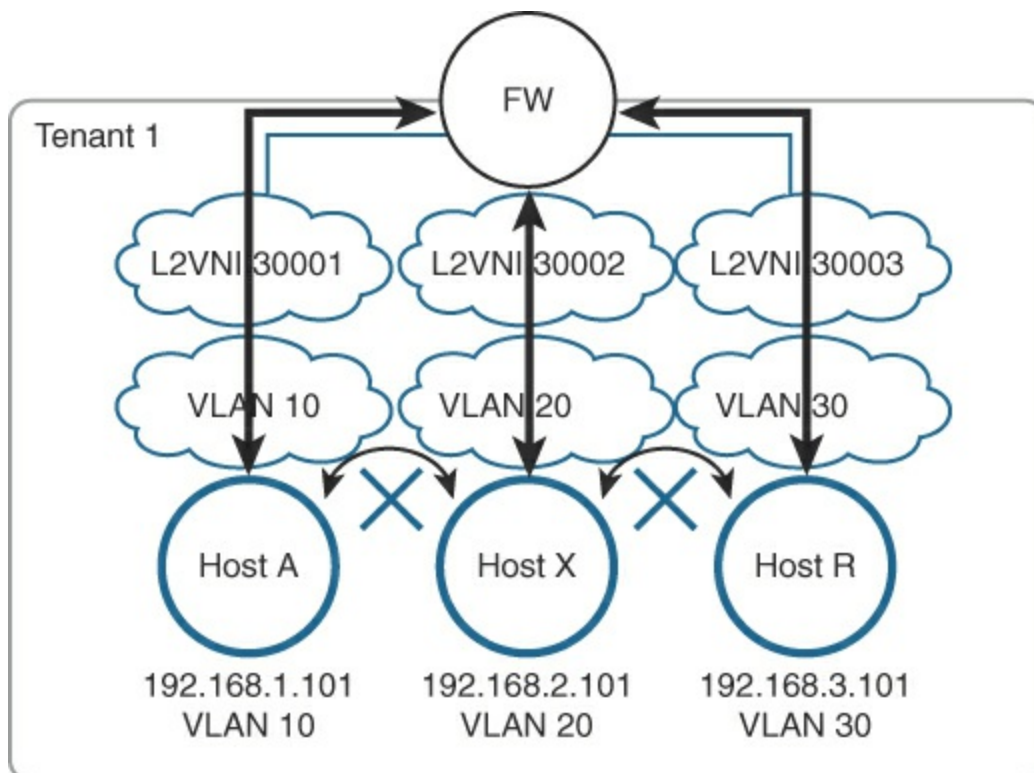 FW
Tenant 1
L2VNI 30001
L2VNI 30002
L2VNI 30003
VLAN 10
VLAN 20
VLAN 30
Host A
Host X
Host R
192.168.1.101
VLAN 10
192.168.2.101
VLAN 20
192.168.3.101
VLAN 30